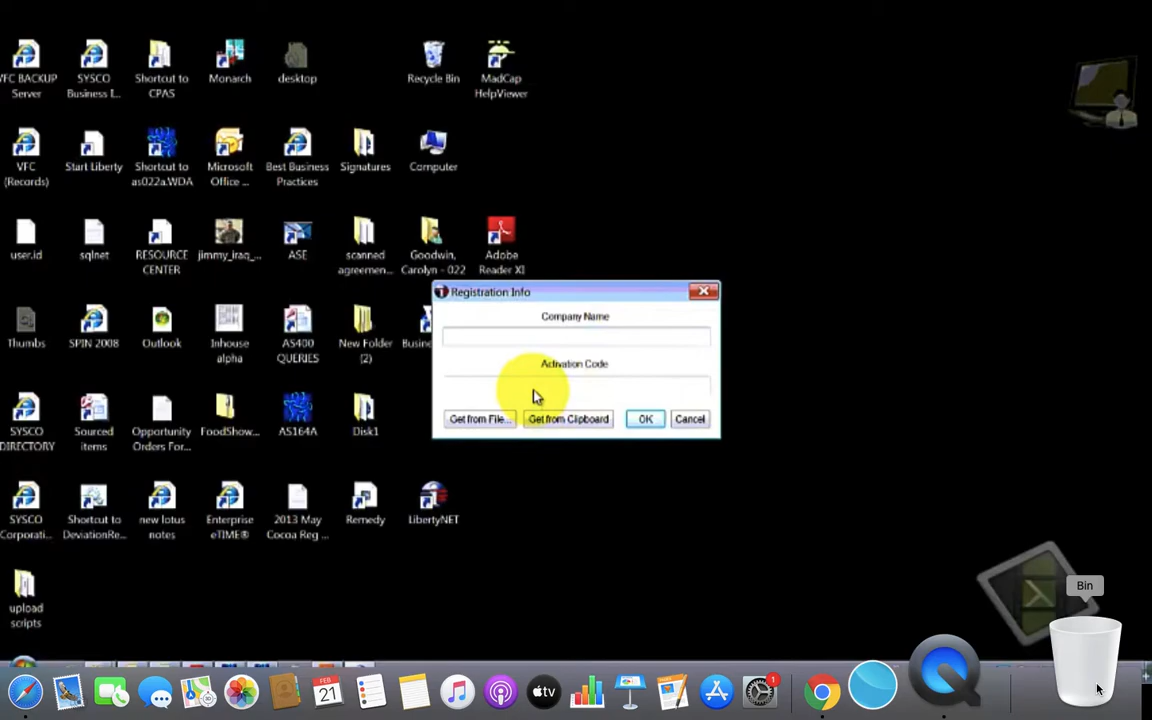 VFC BACKUP
Server
SYSCO
Business I...
Shortcut to
CPAS
Monarch
desktop
Recycle Bin
MadCap
HelpViewer
VFC
(Records)
Start Liberty
Shortcut to
as022a.WDA
Microsoft
Office ...
Best Business
Practices
Signatures
Computer
user.id
sqlnet
RESOURCE
CENTER
jimmy_iraq_...
ASE
scanned
agreemen...
Goodwin,
Carolyn - 022
Adobe
Reader XI
Registration Info
Company Name
Activation Code
Get from File...
Get from Clipboard
OK
Cancel
Thumbs
SPIN 2008
Outlook
Inhouse
alpha
AS400
QUERIES
New Folder
(2)
Busine
SYSCO
DIRECTORY
Sourced
items
Opportunity
Orders For...
FoodShow...
AS164A
Disk1
SYSCO
Corporati...
Shortcut to
DeviationRe...
new lotus
notes
Enterprise
eTIME®
2013 May
Cocoa Reg ...
Remedy
LibertyNET
upload
scripts
Bin
FEB
21
1